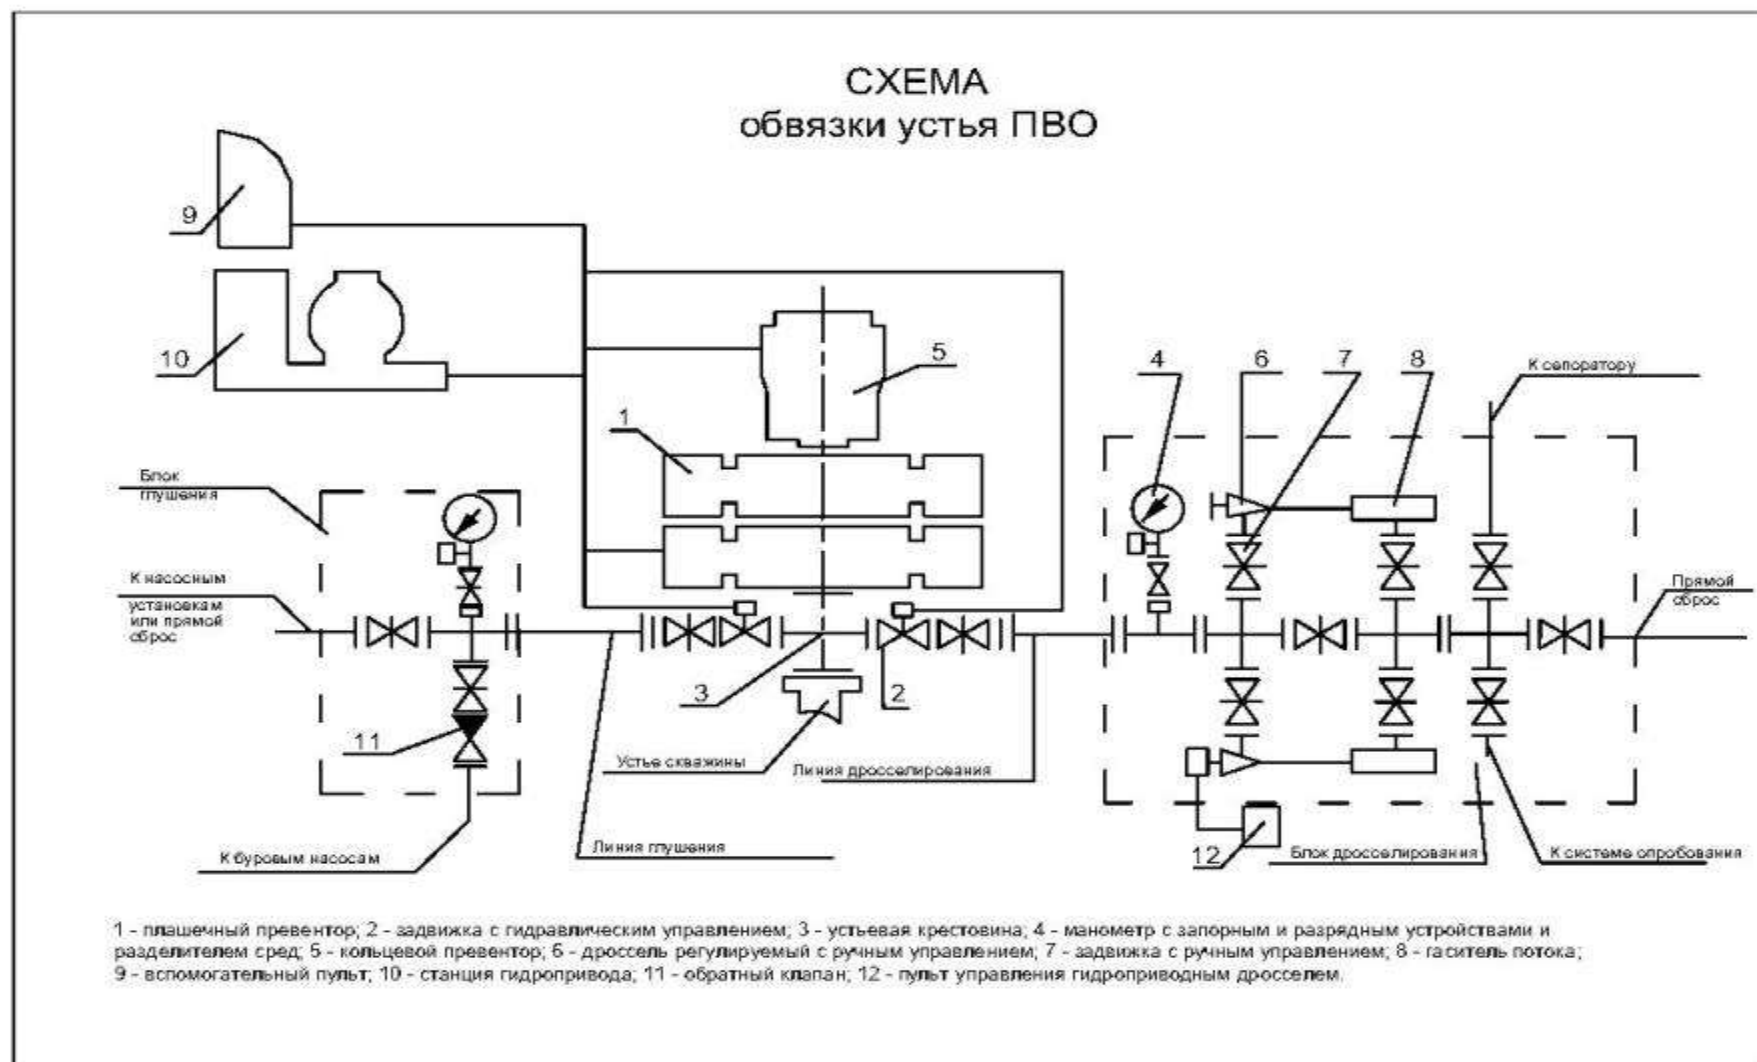 СХЕМА
обвязки устья ПВО
9
10
5
1
4
6
7
8
К сепоратору
Блок
глушения
К насосным
установкам
или прямой
сброс
Прямой
сброс
3
2
11
Устье скважины
Линия дросселирования
К буровым насосам
Линия глушения
12
Блок дросселирования
К системе опробования
1 - плашечный превентор; 2 - задвижка с гидравлическим управлением; 3 - устьевая крестовина; 4 - манометр с запорным и разрядным устройствами и
разделителем сред; 5 - кольцевой превентор; 6 - дроссель регулируемый с ручным управлением; 7 - задвижка с ручным управлением; 8 - гаситель потока;
9 - вспомогательный пульт; 10 - станция гидропривода; 11 - обратный клапан; 12 - пульт управления гидроприводным дросселем.